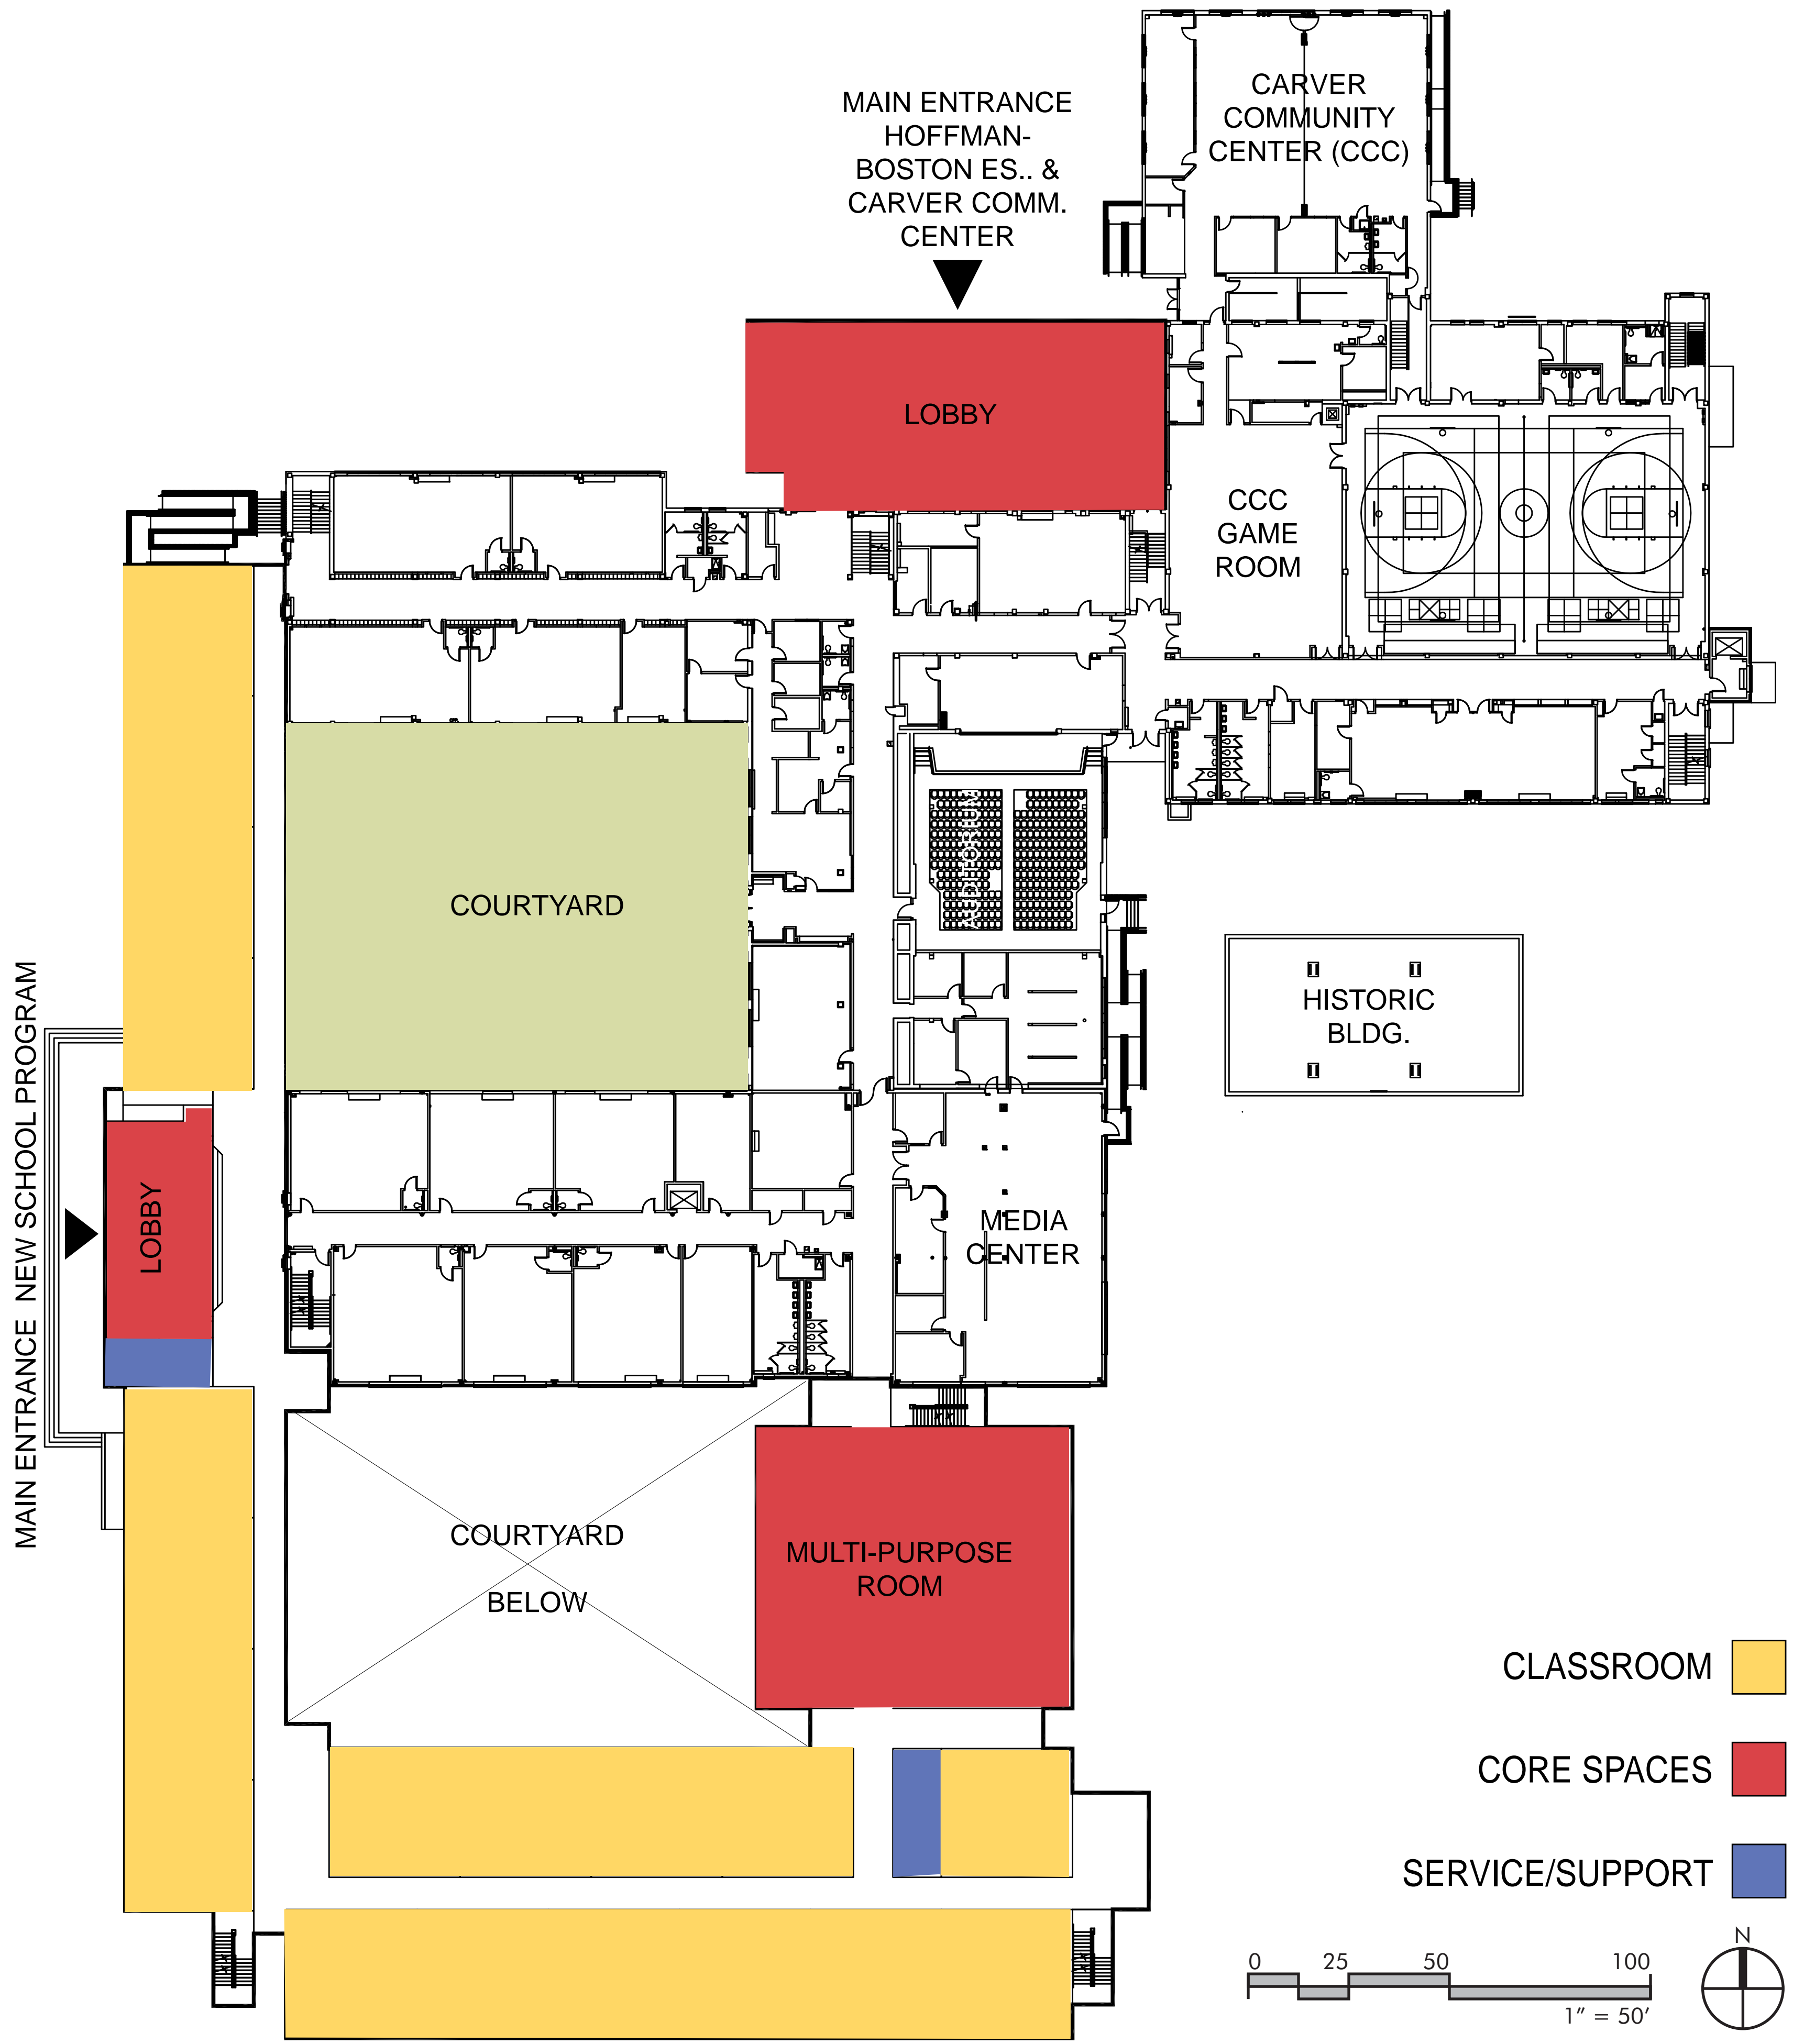 CARVER
COMMUNITY
CENTER (CCC)
MAIN ENTRANCE
HOFFMAN-
BOSTON ES.. &
CARVER COMM.
CENTER
LOBBY
CCC
GAME
ROOM
AUDITORIUM
COURTYARD
HISTORIC
BLDG.
MAIN ENTRANCE  NEW SCHOOL PROGRAM
LOBBY
MEDIA
CENTER
COURTYARD
BELOW
MULTI-PURPOSE
ROOM
CLASSROOM
CORE SPACES
SERVICE/SUPPORT
0 25 50 100
1" = 50'
N